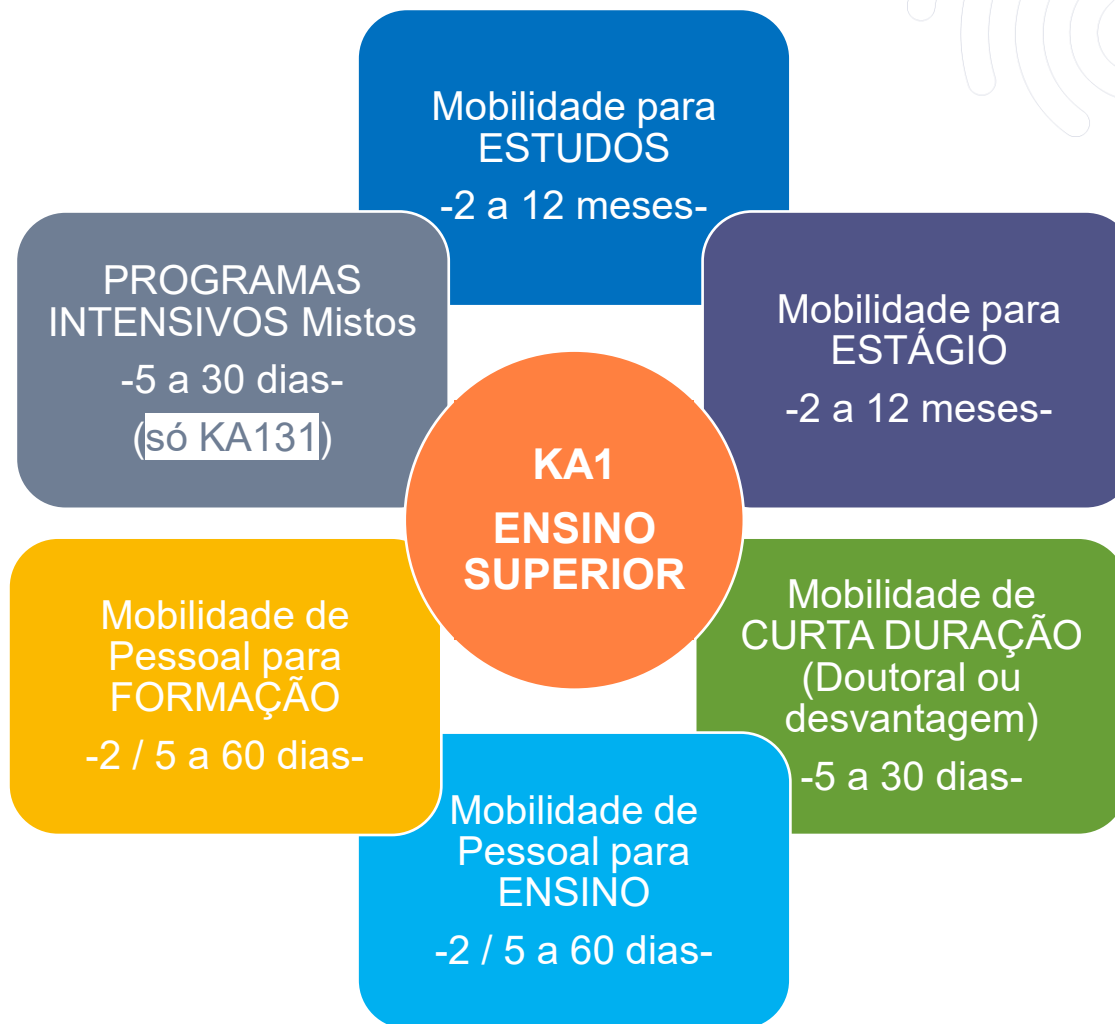 Mobilidade para
ESTUDOS
-2 a 12 meses-
PROGRAMAS
INTENSIVOS Mistos
-5 a 30 dias-
(só KA131)
Mobilidade para
ESTÁGIO
-2 a 12 meses-
KA1
ENSINO
SUPERIOR
Mobilidade de
Pessoal para
FORMAÇÃO
-2 / 5 a 60 dias-
Mobilidade de
CURTA DURAÇÃO
(Doutoral ou
desvantagem)
-5 a 30 dias-
Mobilidade de
Pessoal para
ENSINO
-2 / 5 a 60 dias-